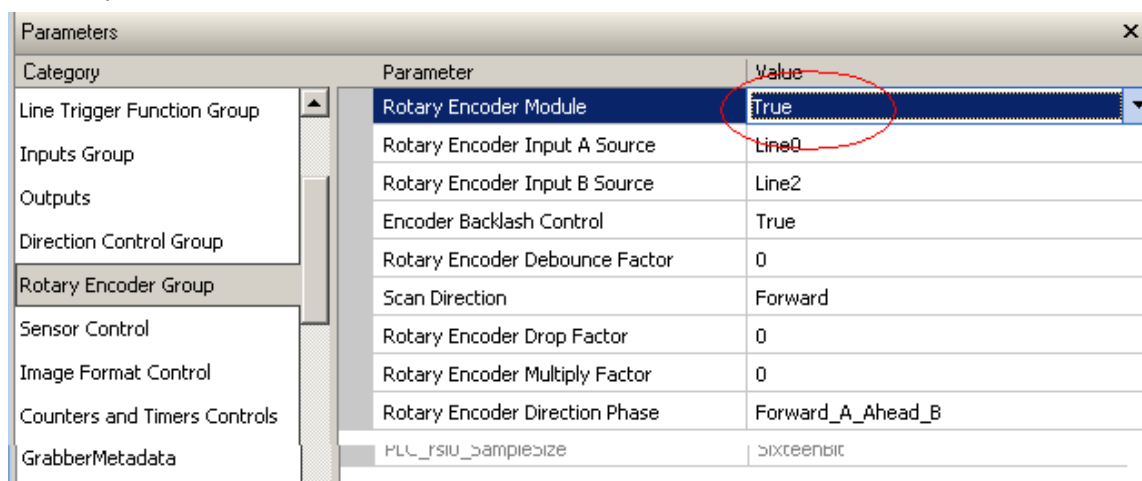 Parameters
Category Parameter Value
Line Trigger Function Group Rotary Encoder Module True
Inputs Group Rotary Encoder Input A Source Line0
Outputs Rotary Encoder Input B Source Line2
Direction Control Group Encoder Backlash Control True
Rotary Encoder Group Rotary Encoder Debounce Factor 0
Sensor Control Scan Direction Forward
Image Format Control Rotary Encoder Drop Factor 0
Counters and Timers Controls Rotary Encoder Multiply Factor 0
GrabberMetadata Rotary Encoder Direction Phase Forward_A_Ahead_B
SampleSize SixteenBit